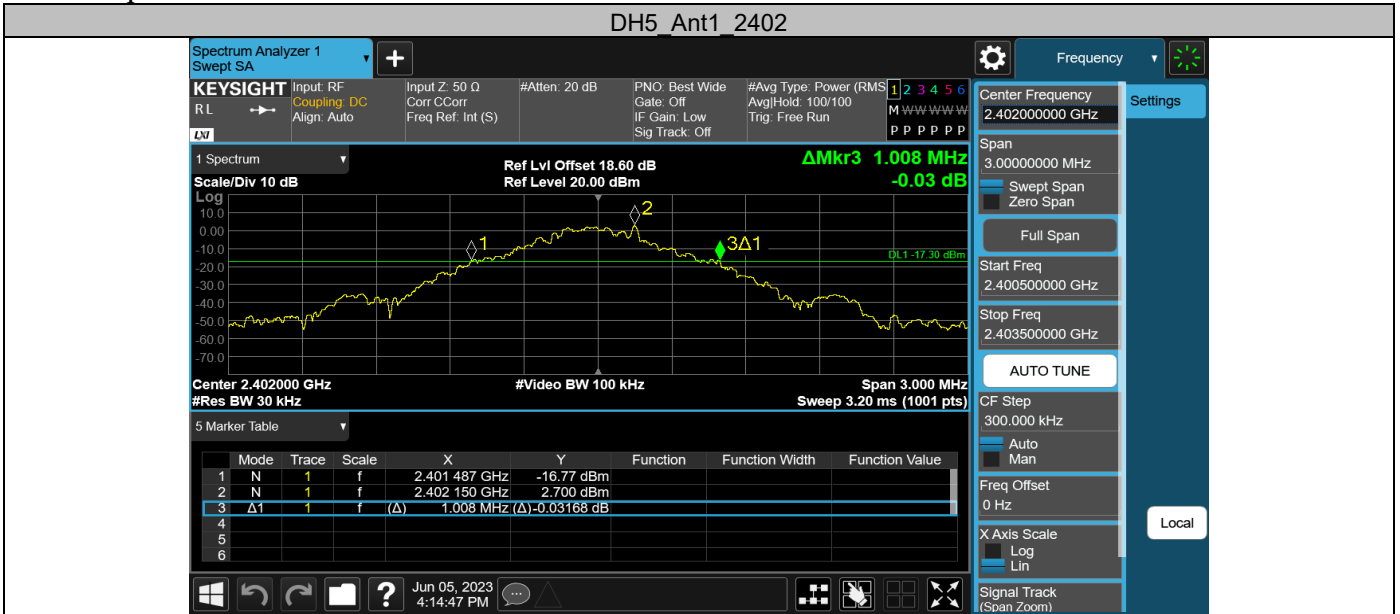 DH5_Ant1_2402
Spectrum Analyzer 1
Swept SA
+
Frequency
KEYSIGHT
RL
LXI
Input: RF
Coupling: DC
Align: Auto
Input Z: 50 Ω
Corr CCorr
Freq Ref: Int (S)
#Atten: 20 dB
PNO: Best Wide
Gate: Off
IF Gain: Low
Sig Track: Off
#Avg Type: Power (RMS
Avg|Hold: 100/100
Trig: Free Run
1 2 3 4 5 6
M W W W W W
P P P P P P
1 Spectrum
Scale/Div 10 dB
Ref Lvl Offset 18.60 dB
Ref Level 20.00 dBm
ΔMkr3 1.008 MHz
-0.03 dB
Log
10.0
0.00
-10.0
-20.0
-30.0
-40.0
-50.0
-60.0
-70.0
1
2
3Δ1
DL1 -17.30 dBm
Center 2.402000 GHz
#Video BW 100 kHz
Span 3.000 MHz
#Res BW 30 kHz
Sweep 3.20 ms (1001 pts)
5 Marker Table
Mode Trace Scale X Y Function Function Width Function Value
1 N 1 f 2.401 487 GHz -16.77 dBm
2 N 1 f 2.402 150 GHz 2.700 dBm
3 Δ1 1 f (Δ) 1.008 MHz (Δ) -0.03168 dB
4
5
6
?
Jun 05, 2023
4:14:47 PM
Center Frequency
2.402000000 GHz
Span
3.00000000 MHz
Swept Span
Zero Span
Full Span
Start Freq
2.400500000 GHz
Stop Freq
2.403500000 GHz
AUTO TUNE
CF Step
300.000 kHz
Auto
Man
Freq Offset
0 Hz
X Axis Scale
Log
Lin
Signal Track
(Span Zoom)
Settings
Local